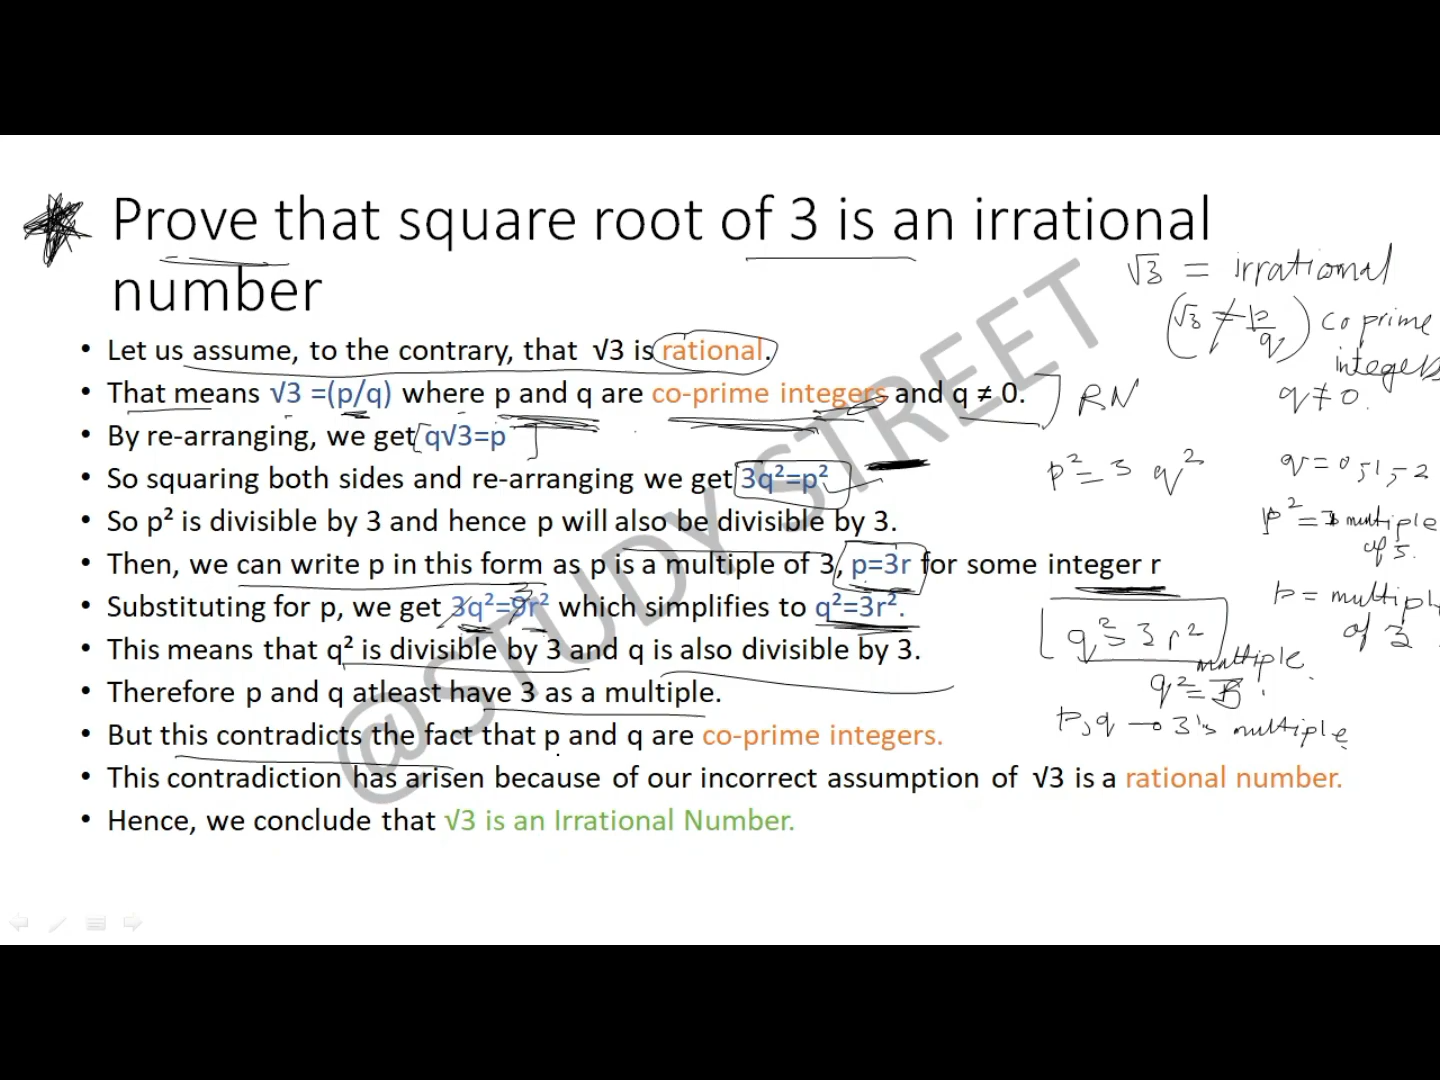 Prove that square root of 3 is an irrational
number
• Let us assume, to the contrary, that √3 is rational.
• That means √3 =(p/q) where p and q are co-prime integers and q ≠ 0.
• By re-arranging, we get q√3=p
• So squaring both sides and re-arranging we get 3q²=p²
• So p² is divisible by 3 and hence p will also be divisible by 3.
• Then, we can write p in this form as p is a multiple of 3, p=3r for some integer r
• Substituting for p, we get 3q²=9r² which simplifies to q²=3r².
• This means that q² is divisible by 3 and q is also divisible by 3.
• Therefore p and q atleast have 3 as a multiple.
• But this contradicts the fact that p and q are co-prime integers.
• This contradiction has arisen because of our incorrect assumption of √3 is a rational number.
• Hence, we conclude that √3 is an Irrational Number.
@STUDY STREET
√3 = irrational
(√3 ≠ p/q) co prime
integers
RN q ≠ 0.
p² = 3 q²
q = 0, 1, 2
p² = multiple
of
p = multiple
of 3
q² = 3 r²
multiple
q² =
p, q → 3's multiple